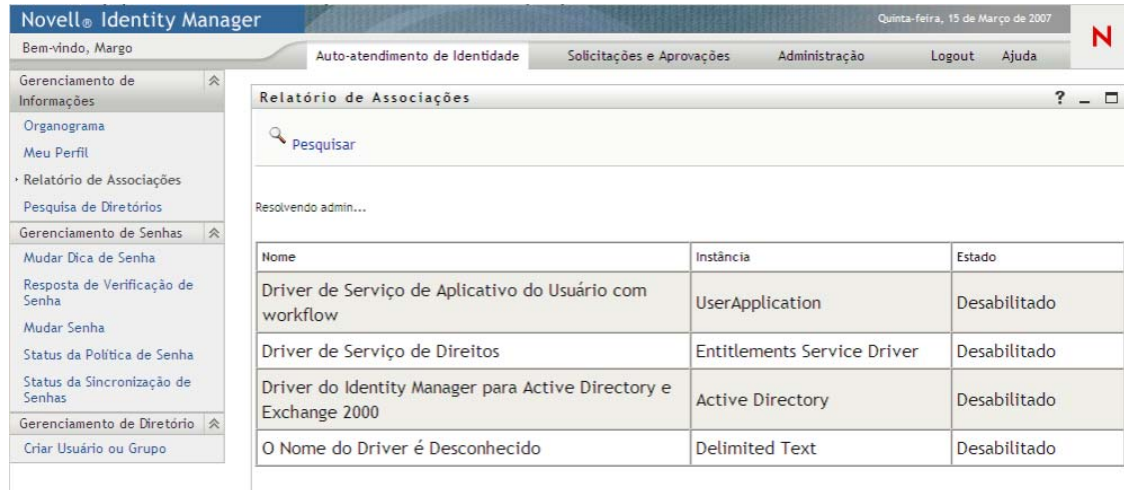 Novell® Identity Manager
Quinta-feira, 15 de Março de 2007
N
Bem-vindo, Margo
Auto-atendimento de Identidade
Solicitações e Aprovações
Administração
Logout
Ajuda
Gerenciamento de
Informações
Organograma
Meu Perfil
Relatório de Associações
Pesquisa de Diretórios
Gerenciamento de Senhas
Mudar Dica de Senha
Resposta de Verificação de
Senha
Mudar Senha
Status da Política de Senha
Status da Sincronização de
Senhas
Gerenciamento de Diretório
Criar Usuário ou Grupo
Relatório de Associações
?
Pesquisar
Resolvendo admin...
Nome Instância Estado
Driver de Serviço de Aplicativo do Usuário com
workflow
UserApplication Desabilitado
Driver de Serviço de Direitos Entitlements Service Driver Desabilitado
Driver do Identity Manager para Active Directory e
Exchange 2000
Active Directory Desabilitado
O Nome do Driver é Desconhecido Delimited Text Desabilitado